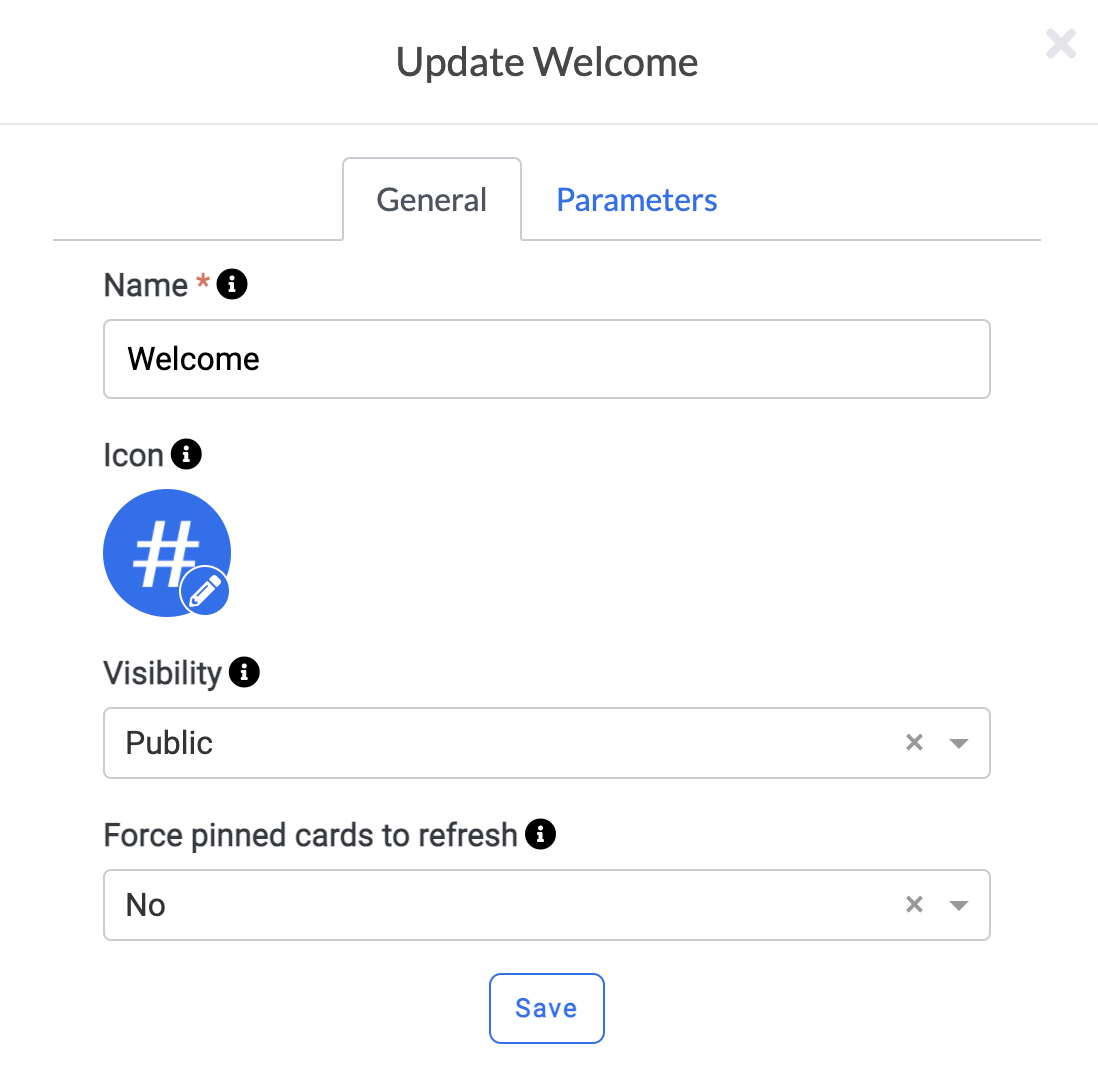 Update Welcome
General Parameters
Name *
Welcome
Icon
#
Visibility
Public
Force pinned cards to refresh
No
Save